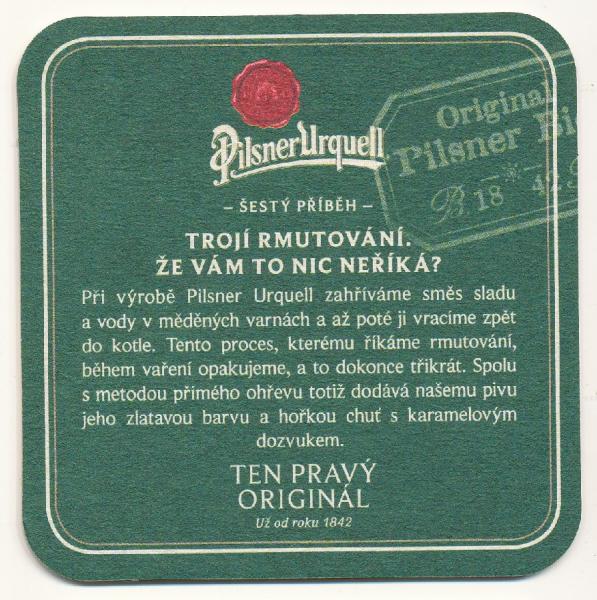 Original
Pilsner Bi
B. 18 42
Pilsner Urquell
– ŠESTÝ PŘÍBĚH –
TROJÍ RMUTOVÁNÍ.
ŽE VÁM TO NIC NEŘÍKÁ?
Při výrobě Pilsner Urquell zahříváme směs sladu
a vody v měděných varnách a až poté ji vracíme zpět
do kotle. Tento proces, kterému říkáme rmutování,
během vaření opakujeme, a to dokonce třikrát. Spolu
s metodou přímého ohřevu totiž dodává našemu pivu
jeho zlatavou barvu a hořkou chuť s karamelovým
dozvukem.
TEN PRAVÝ
ORIGINÁL
Už od roku 1842